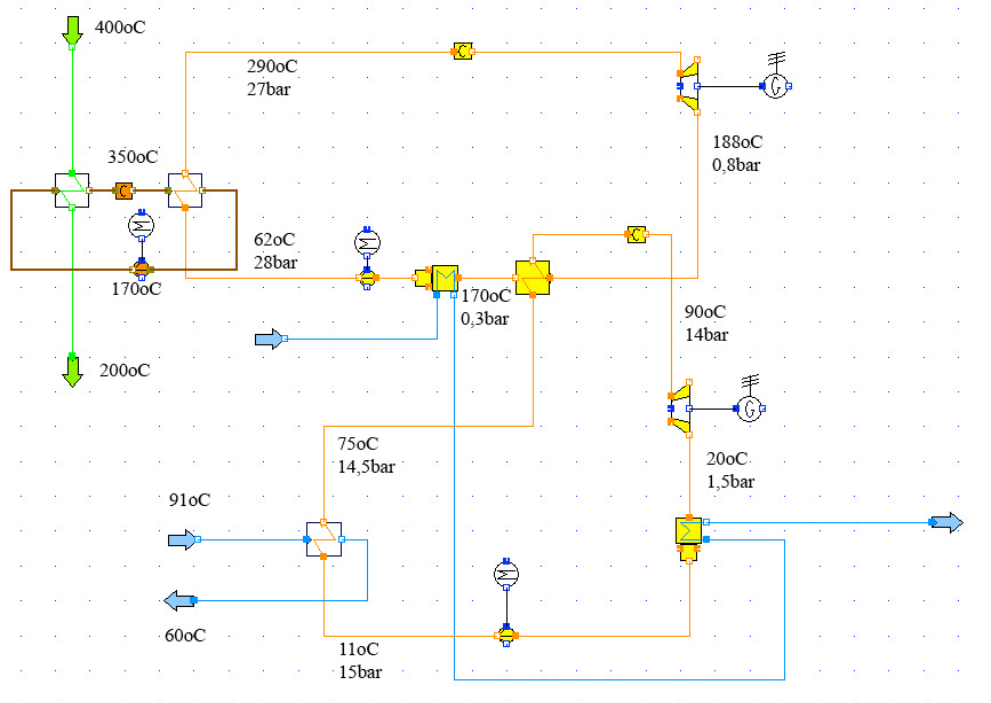 400oC
290oC
27bar
G
188oC
0,8bar
350oC
C
C
62oC
28bar
C
170oC
170oC
0,3bar
90oC
14bar
200oC
G
75oC
14,5bar
20oC
1,5bar
91oC
60oC
11oC
15bar